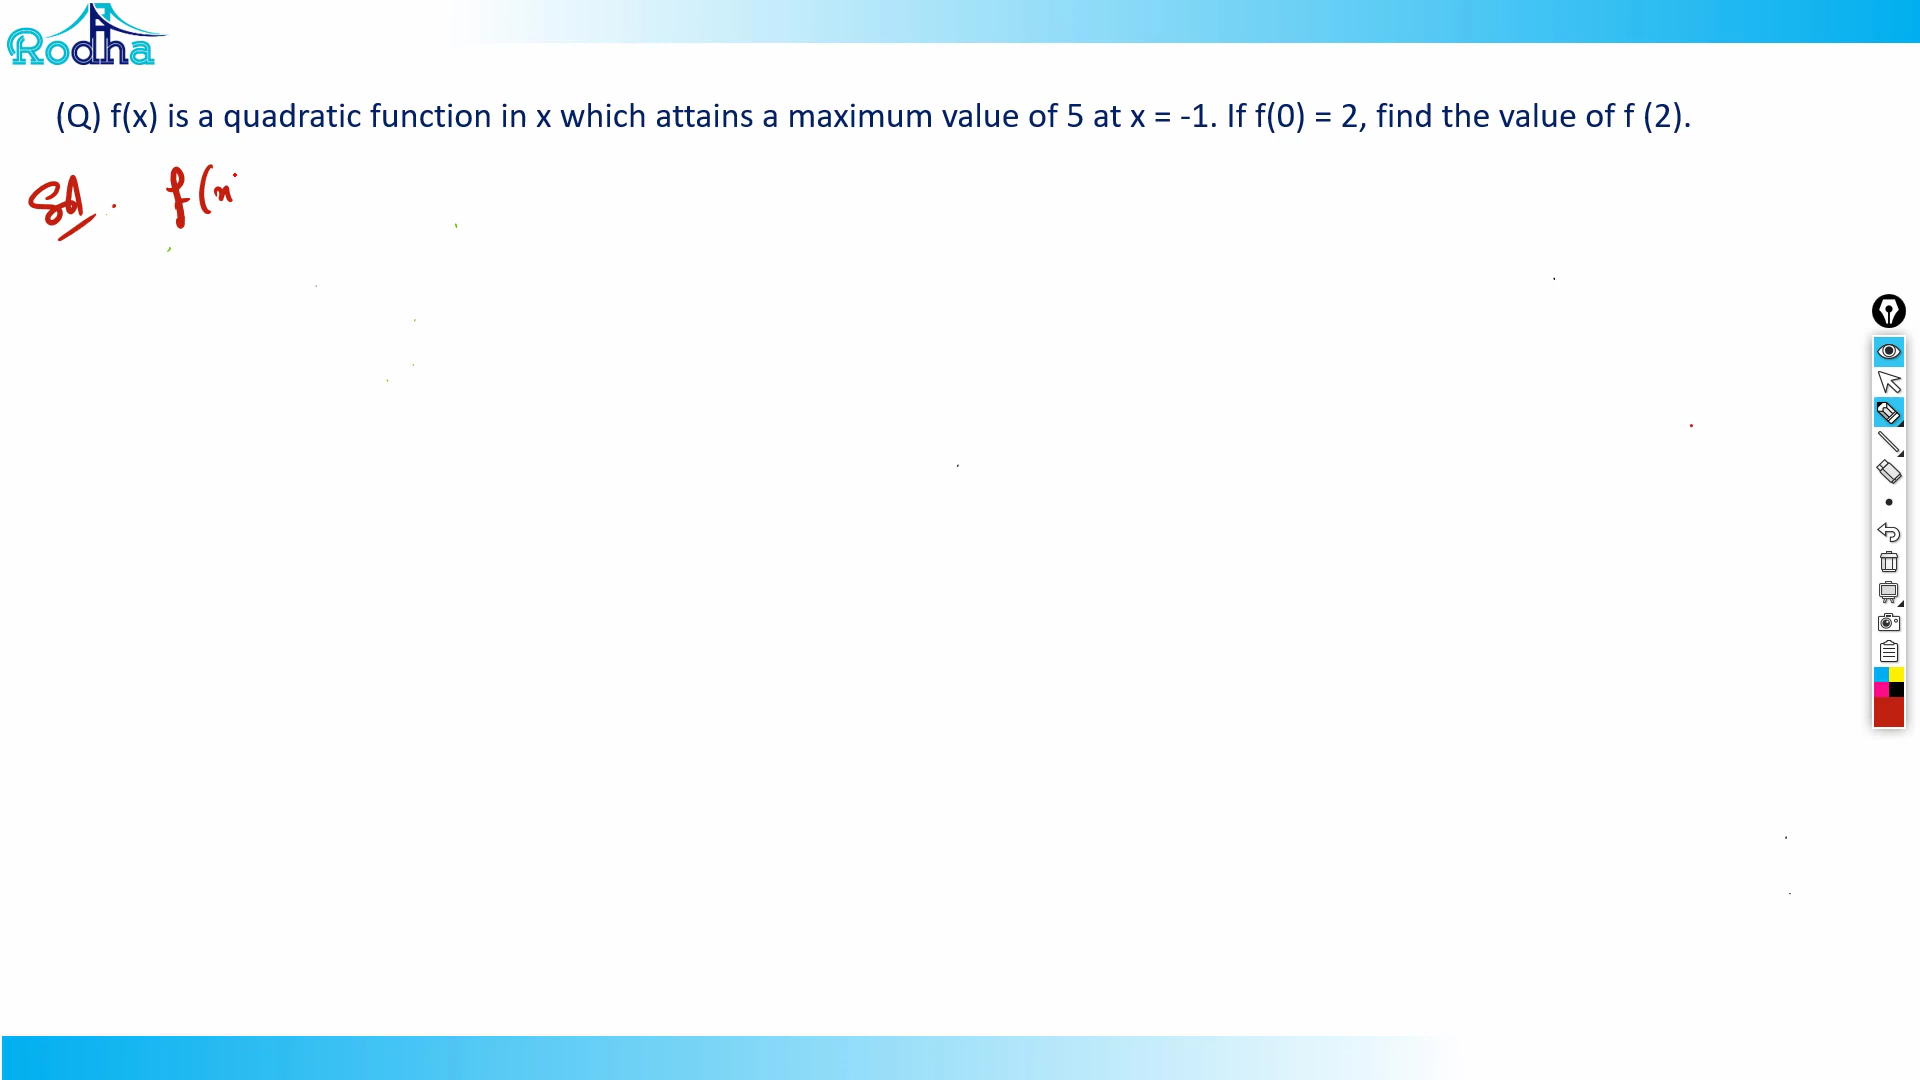 Rodha
(Q) f(x) is a quadratic function in x which attains a maximum value of 5 at x = -1. If f(0) = 2, find the value of f (2).
Sol. f(x